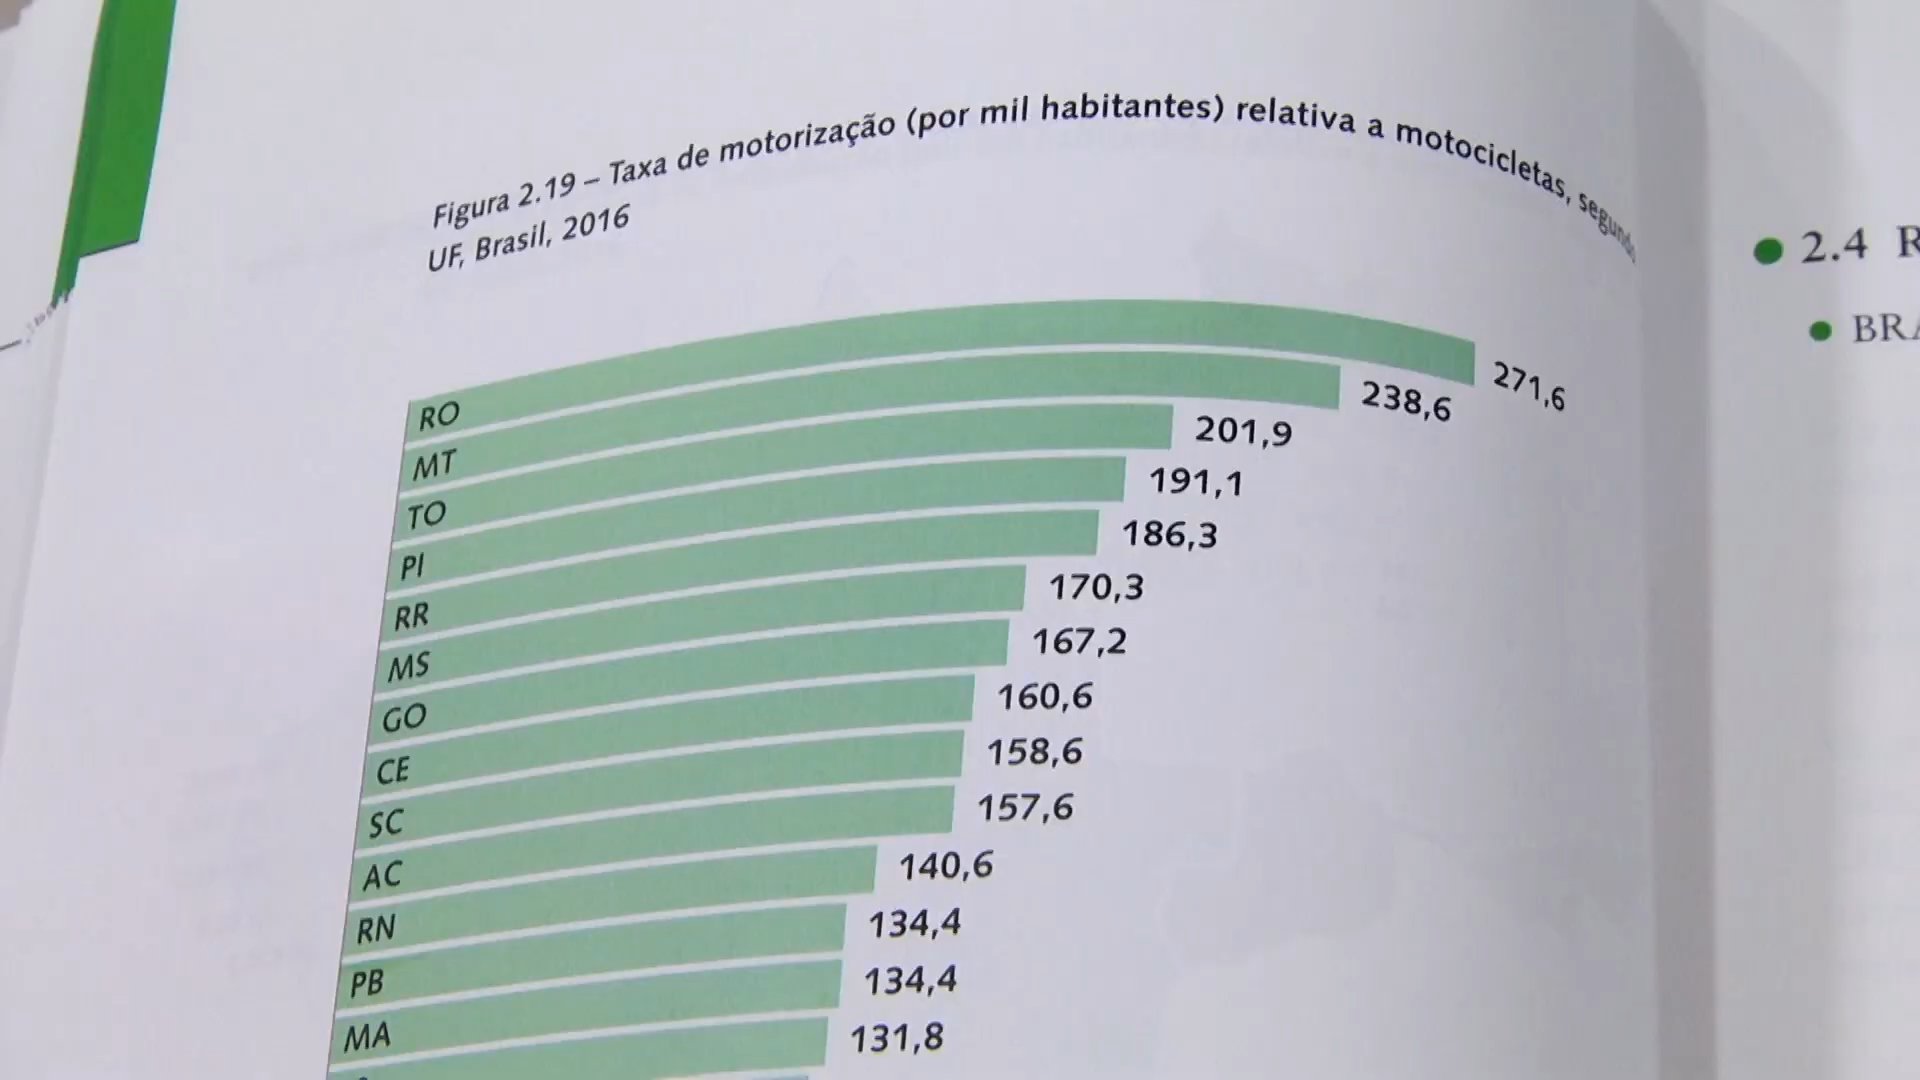 Figura 2.19 – Taxa de motorização (por mil habitantes) relativa a motocicletas, segundo
UF, Brasil, 2016
RO 271,6
MT 238,6
TO 201,9
PI 191,1
RR 186,3
MS 170,3
GO 167,2
CE 160,6
SC 158,6
AC 157,6
RN 140,6
PB 134,4
MA 134,4
131,8
2.4